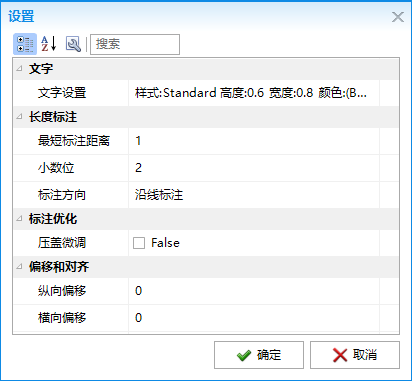 设置
搜索
文字
文字设置 样式:Standard 高度:0.6 宽度:0.8 颜色:(B...
长度标注
最短标注距离 1
小数位 2
标注方向 沿线标注
标注优化
压盖微调 False
偏移和对齐
纵向偏移 0
横向偏移 0
确定 取消